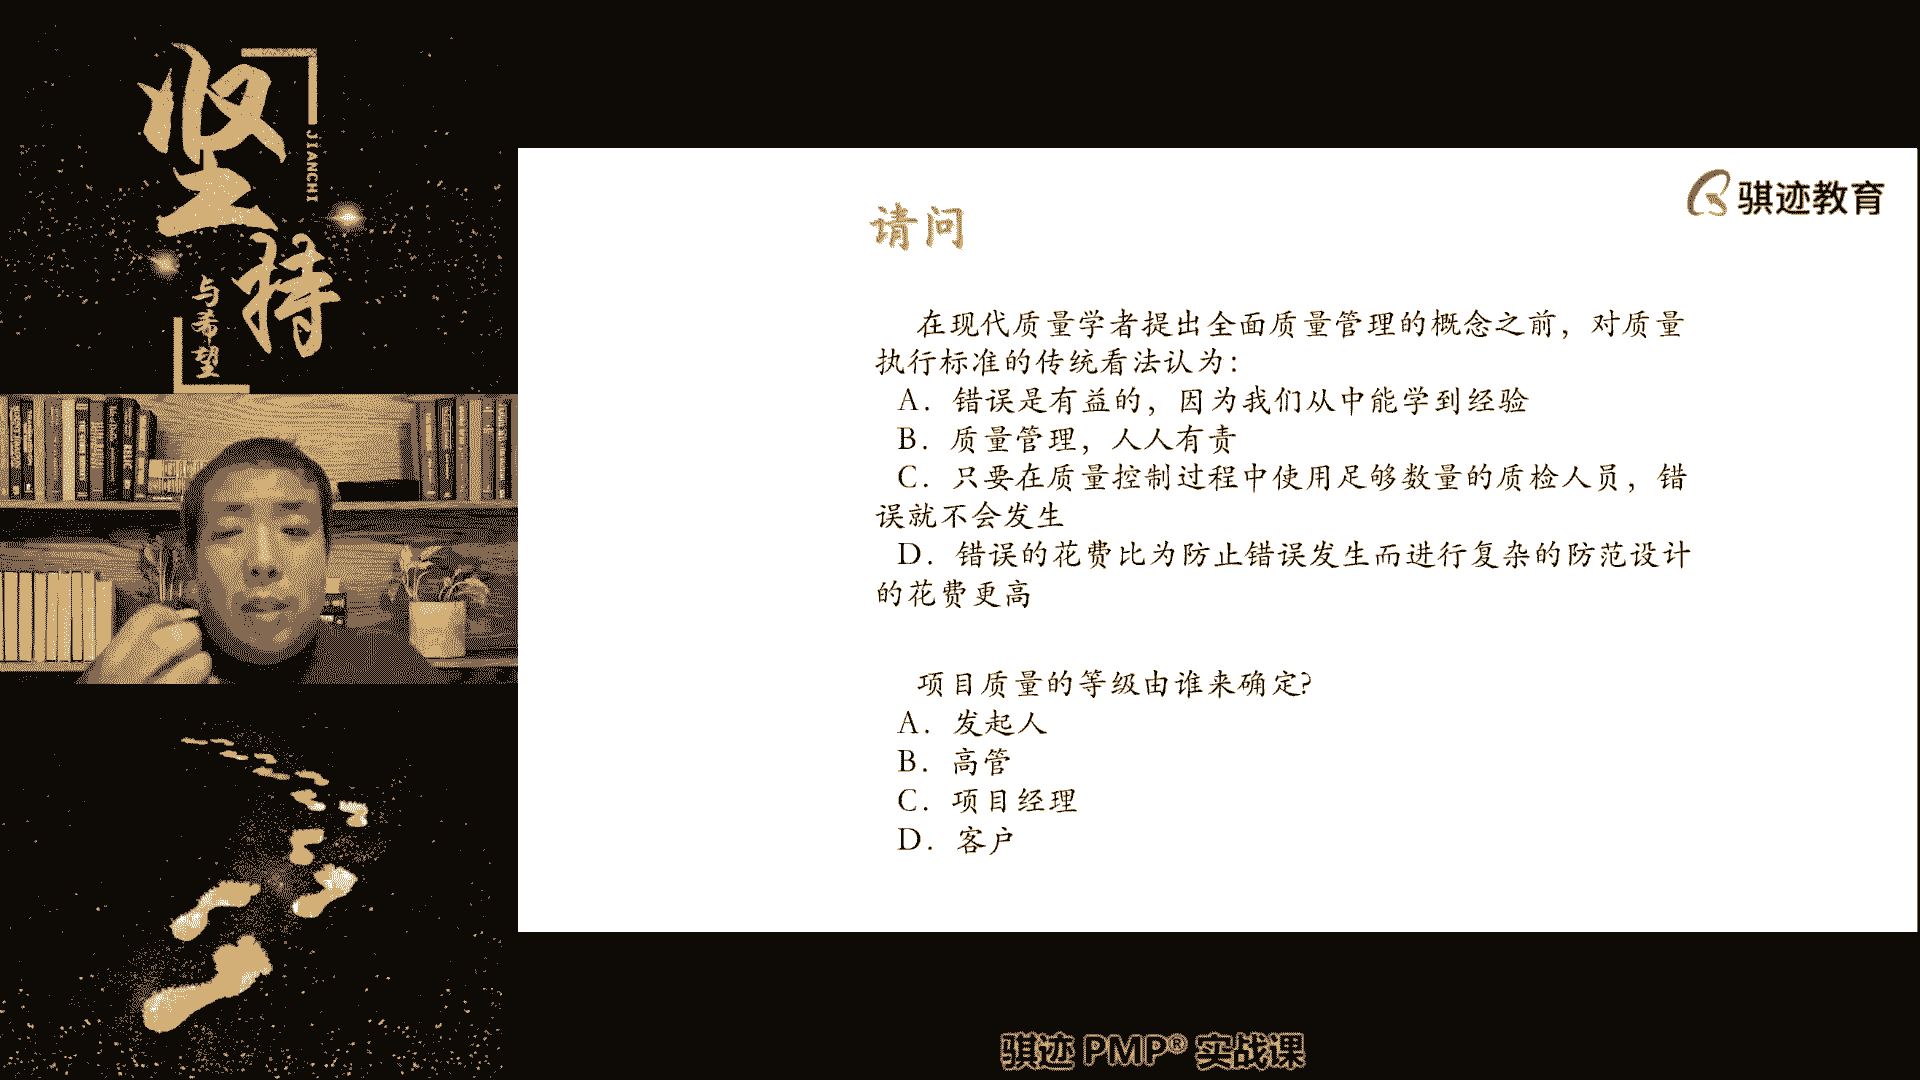 坚持
JIANCHI
与希望
骐迹教育
请问
在现代质量学者提出全面质量管理的概念之前，对质量
执行标准的传统看法认为：
A．错误是有益的，因为我们从中能学到经验
B．质量管理，人人有责
C．只要在质量控制过程中使用足够数量的质检人员，错
误就不会发生
D．错误的花费比为防止错误发生而进行复杂的防范设计
的花费更高
项目质量的等级由谁来确定?
A．发起人
B．高管
C．项目经理
D．客户
骐迹 PMP® 实战课